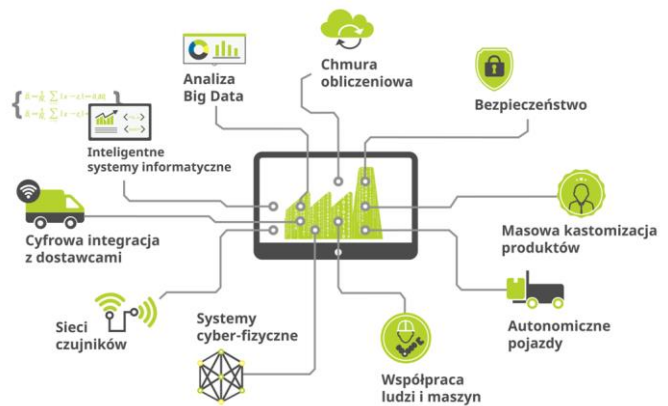 Analiza
Big Data
Chmura
obliczeniowa
Bezpieczeństwo
Inteligentne
systemy informatyczne
Cyfrowa integracja
z dostawcami
Masowa kastomizacja
produktów
Sieci
czujników
Systemy
cyber-fizyczne
Współpraca
ludzi i maszyn
Autonomiczne
pojazdy